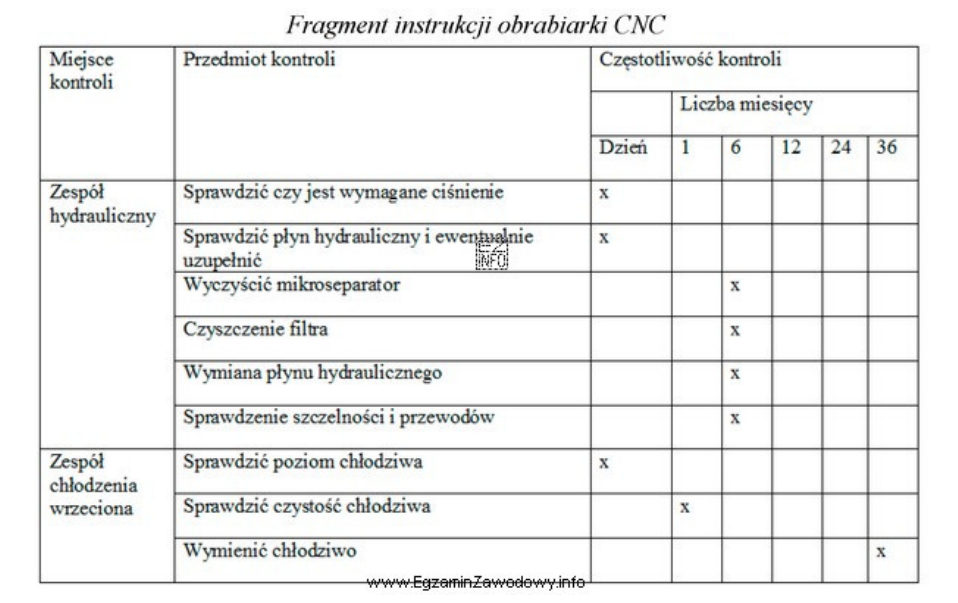 Fragment instrukcji obrabiarki CNC
Miejsce
kontroli
Przedmiot kontroli
Częstotliwość kontroli
Liczba miesięcy
Dzień 1 6 12 24 36
Zespół
hydrauliczny
Sprawdzić czy jest wymagane ciśnienie x
Sprawdzić płyn hydrauliczny i ewentualnie
uzupełnić x
Wyczyścić mikroseparator x
Czyszczenie filtra x
Wymiana płynu hydraulicznego x
Sprawdzenie szczelności i przewodów x
Zespół
chłodzenia
wrzeciona
Sprawdzić poziom chłodziwa x
Sprawdzić czystość chłodziwa x
Wymienić chłodziwo x
EZ
INFO
www.EgzaminZawodowy.info